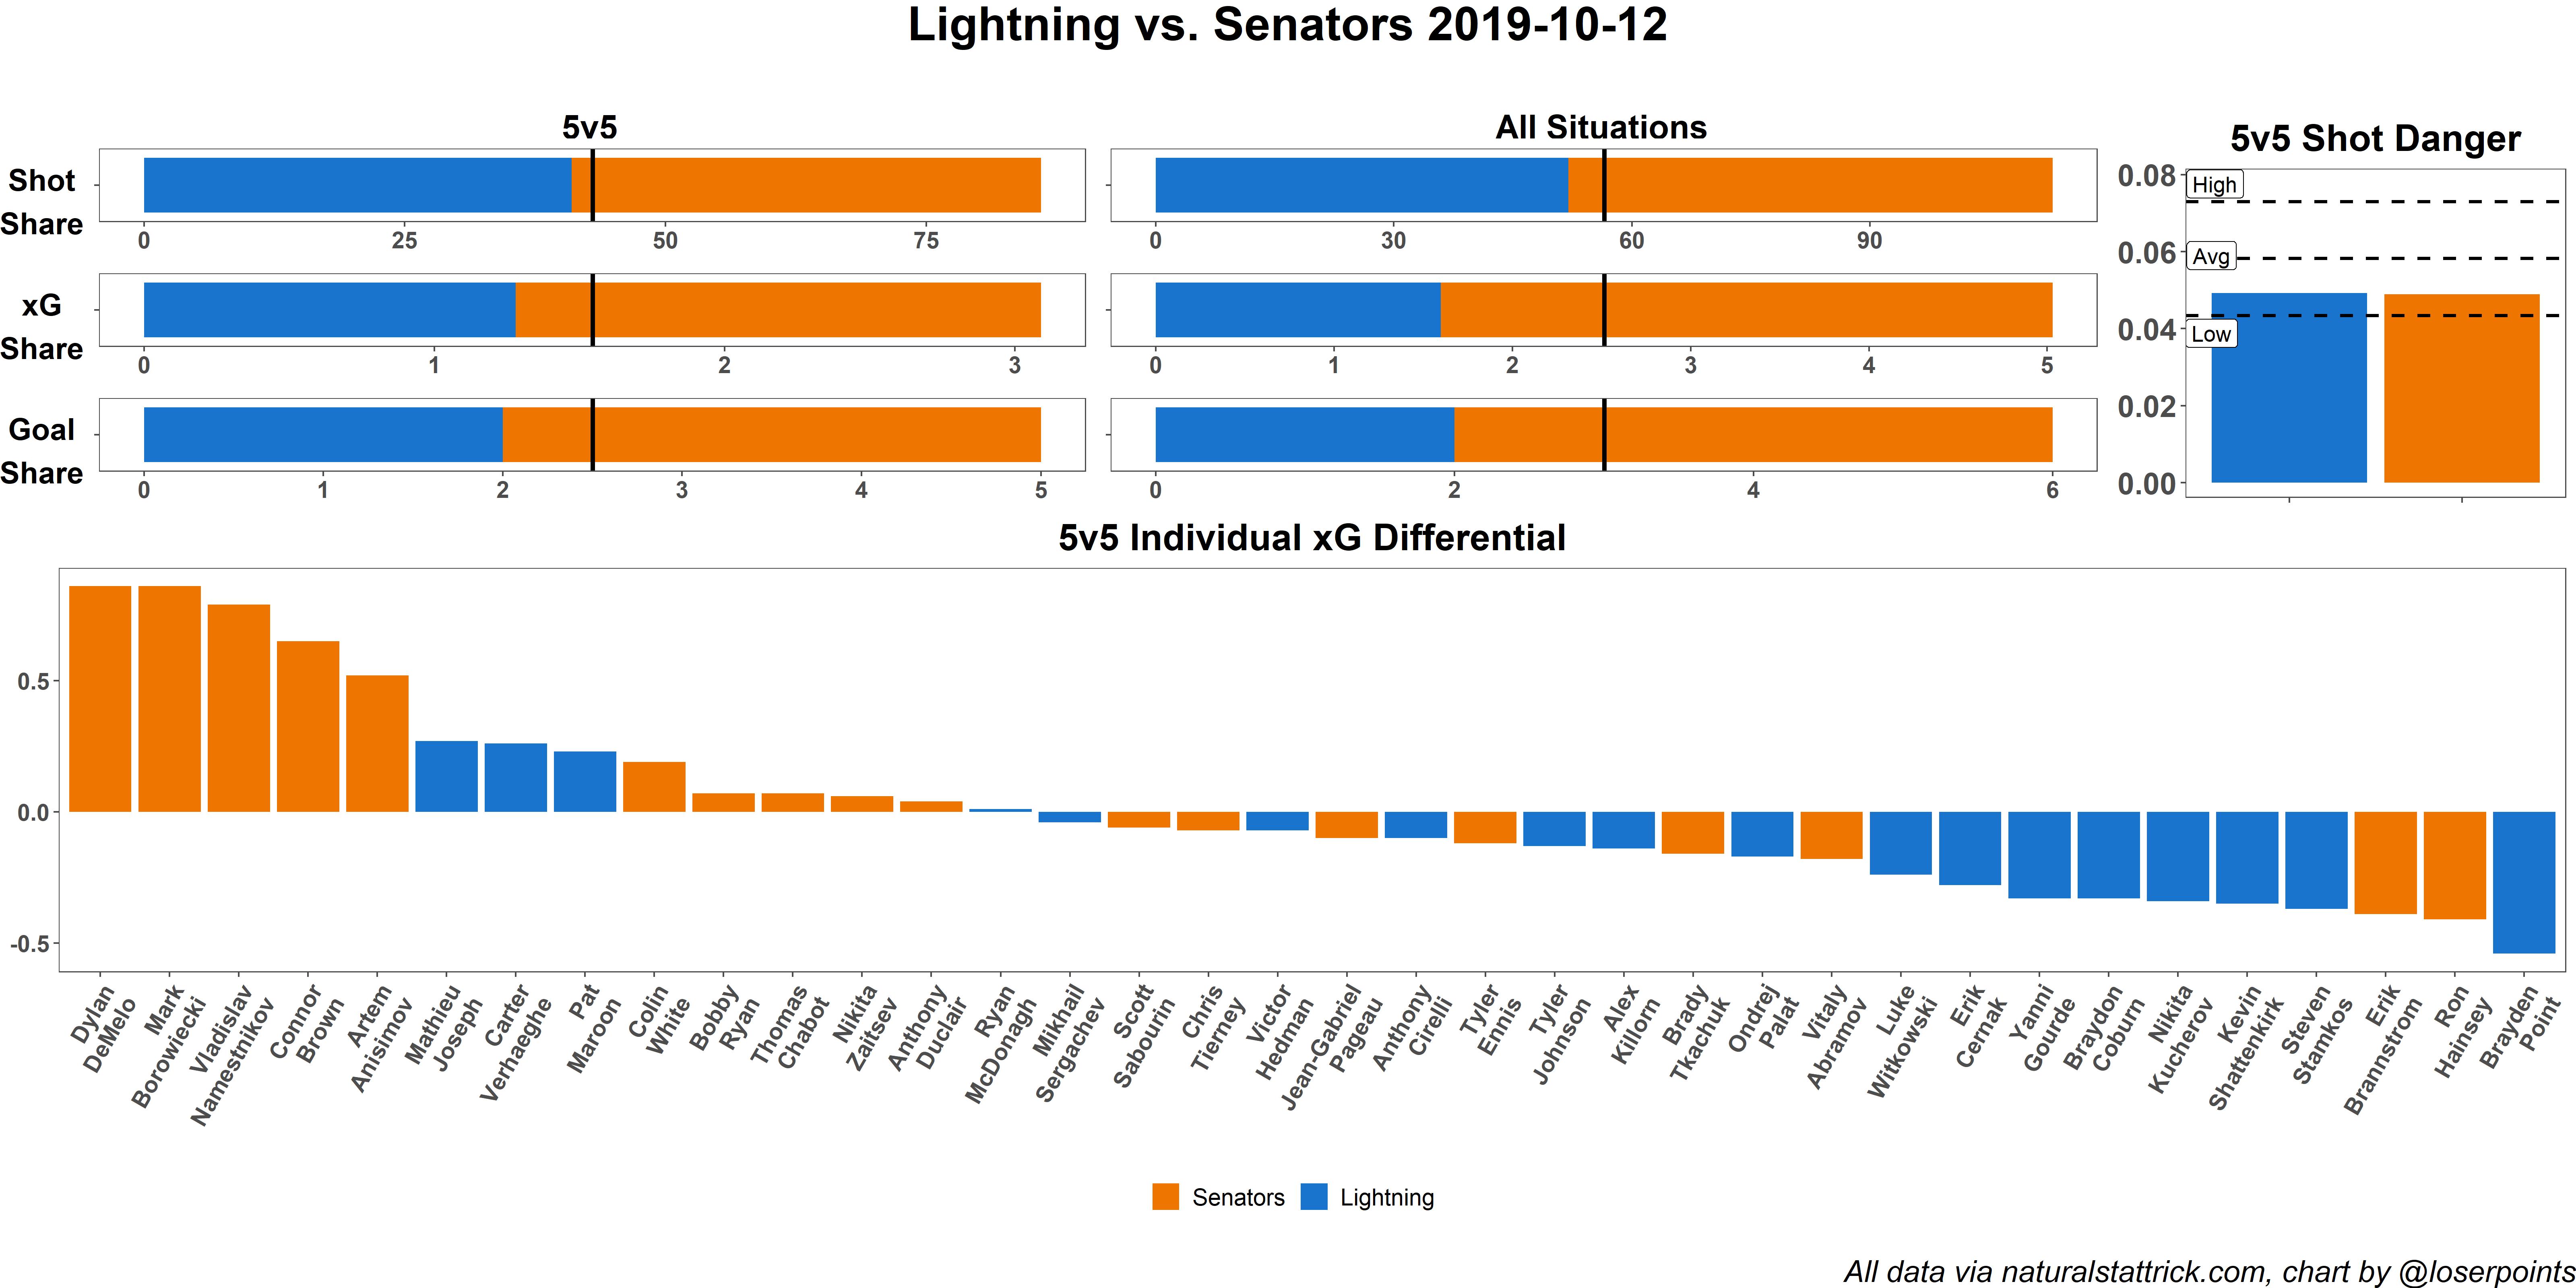 Lightning vs. Senators 2019-10-12
5v5
All Situations
5v5 Shot Danger
Shot
Share
0 25 50 75
0 30 60 90
xG
Share
0 1 2 3
0 1 2 3 4 5
Goal
Share
0 1 2 3 4 5
0 2 4 6
0.08
0.06
0.04
0.02
0.00
High
Avg
Low
5v5 Individual xG Differential
0.5
0.0
-0.5
Dylan
DeMelo
Mark
Borowiecki
Vladislav
Namestnikov
Connor
Brown
Artem
Anisimov
Mathieu
Joseph
Carter
Verhaeghe
Pat
Maroon
Colin
White
Bobby
Ryan
Thomas
Chabot
Nikita
Zaitsev
Anthony
Duclair
Ryan
McDonagh
Mikhail
Sergachev
Scott
Sabourin
Chris
Tierney
Victor
Hedman
Jean-Gabriel
Pageau
Anthony
Cirelli
Tyler
Ennis
Tyler
Johnson
Alex
Killorn
Brady
Tkachuk
Ondrej
Palat
Vitaly
Abramov
Luke
Witkowski
Erik
Cernak
Yanni
Gourde
Braydon
Coburn
Nikita
Kucherov
Kevin
Shattenkirk
Steven
Stamkos
Erik
Brannstrom
Ron
Hainsey
Brayden
Point
Senators
Lightning
All data via naturalstattrick.com, chart by @loserpoints